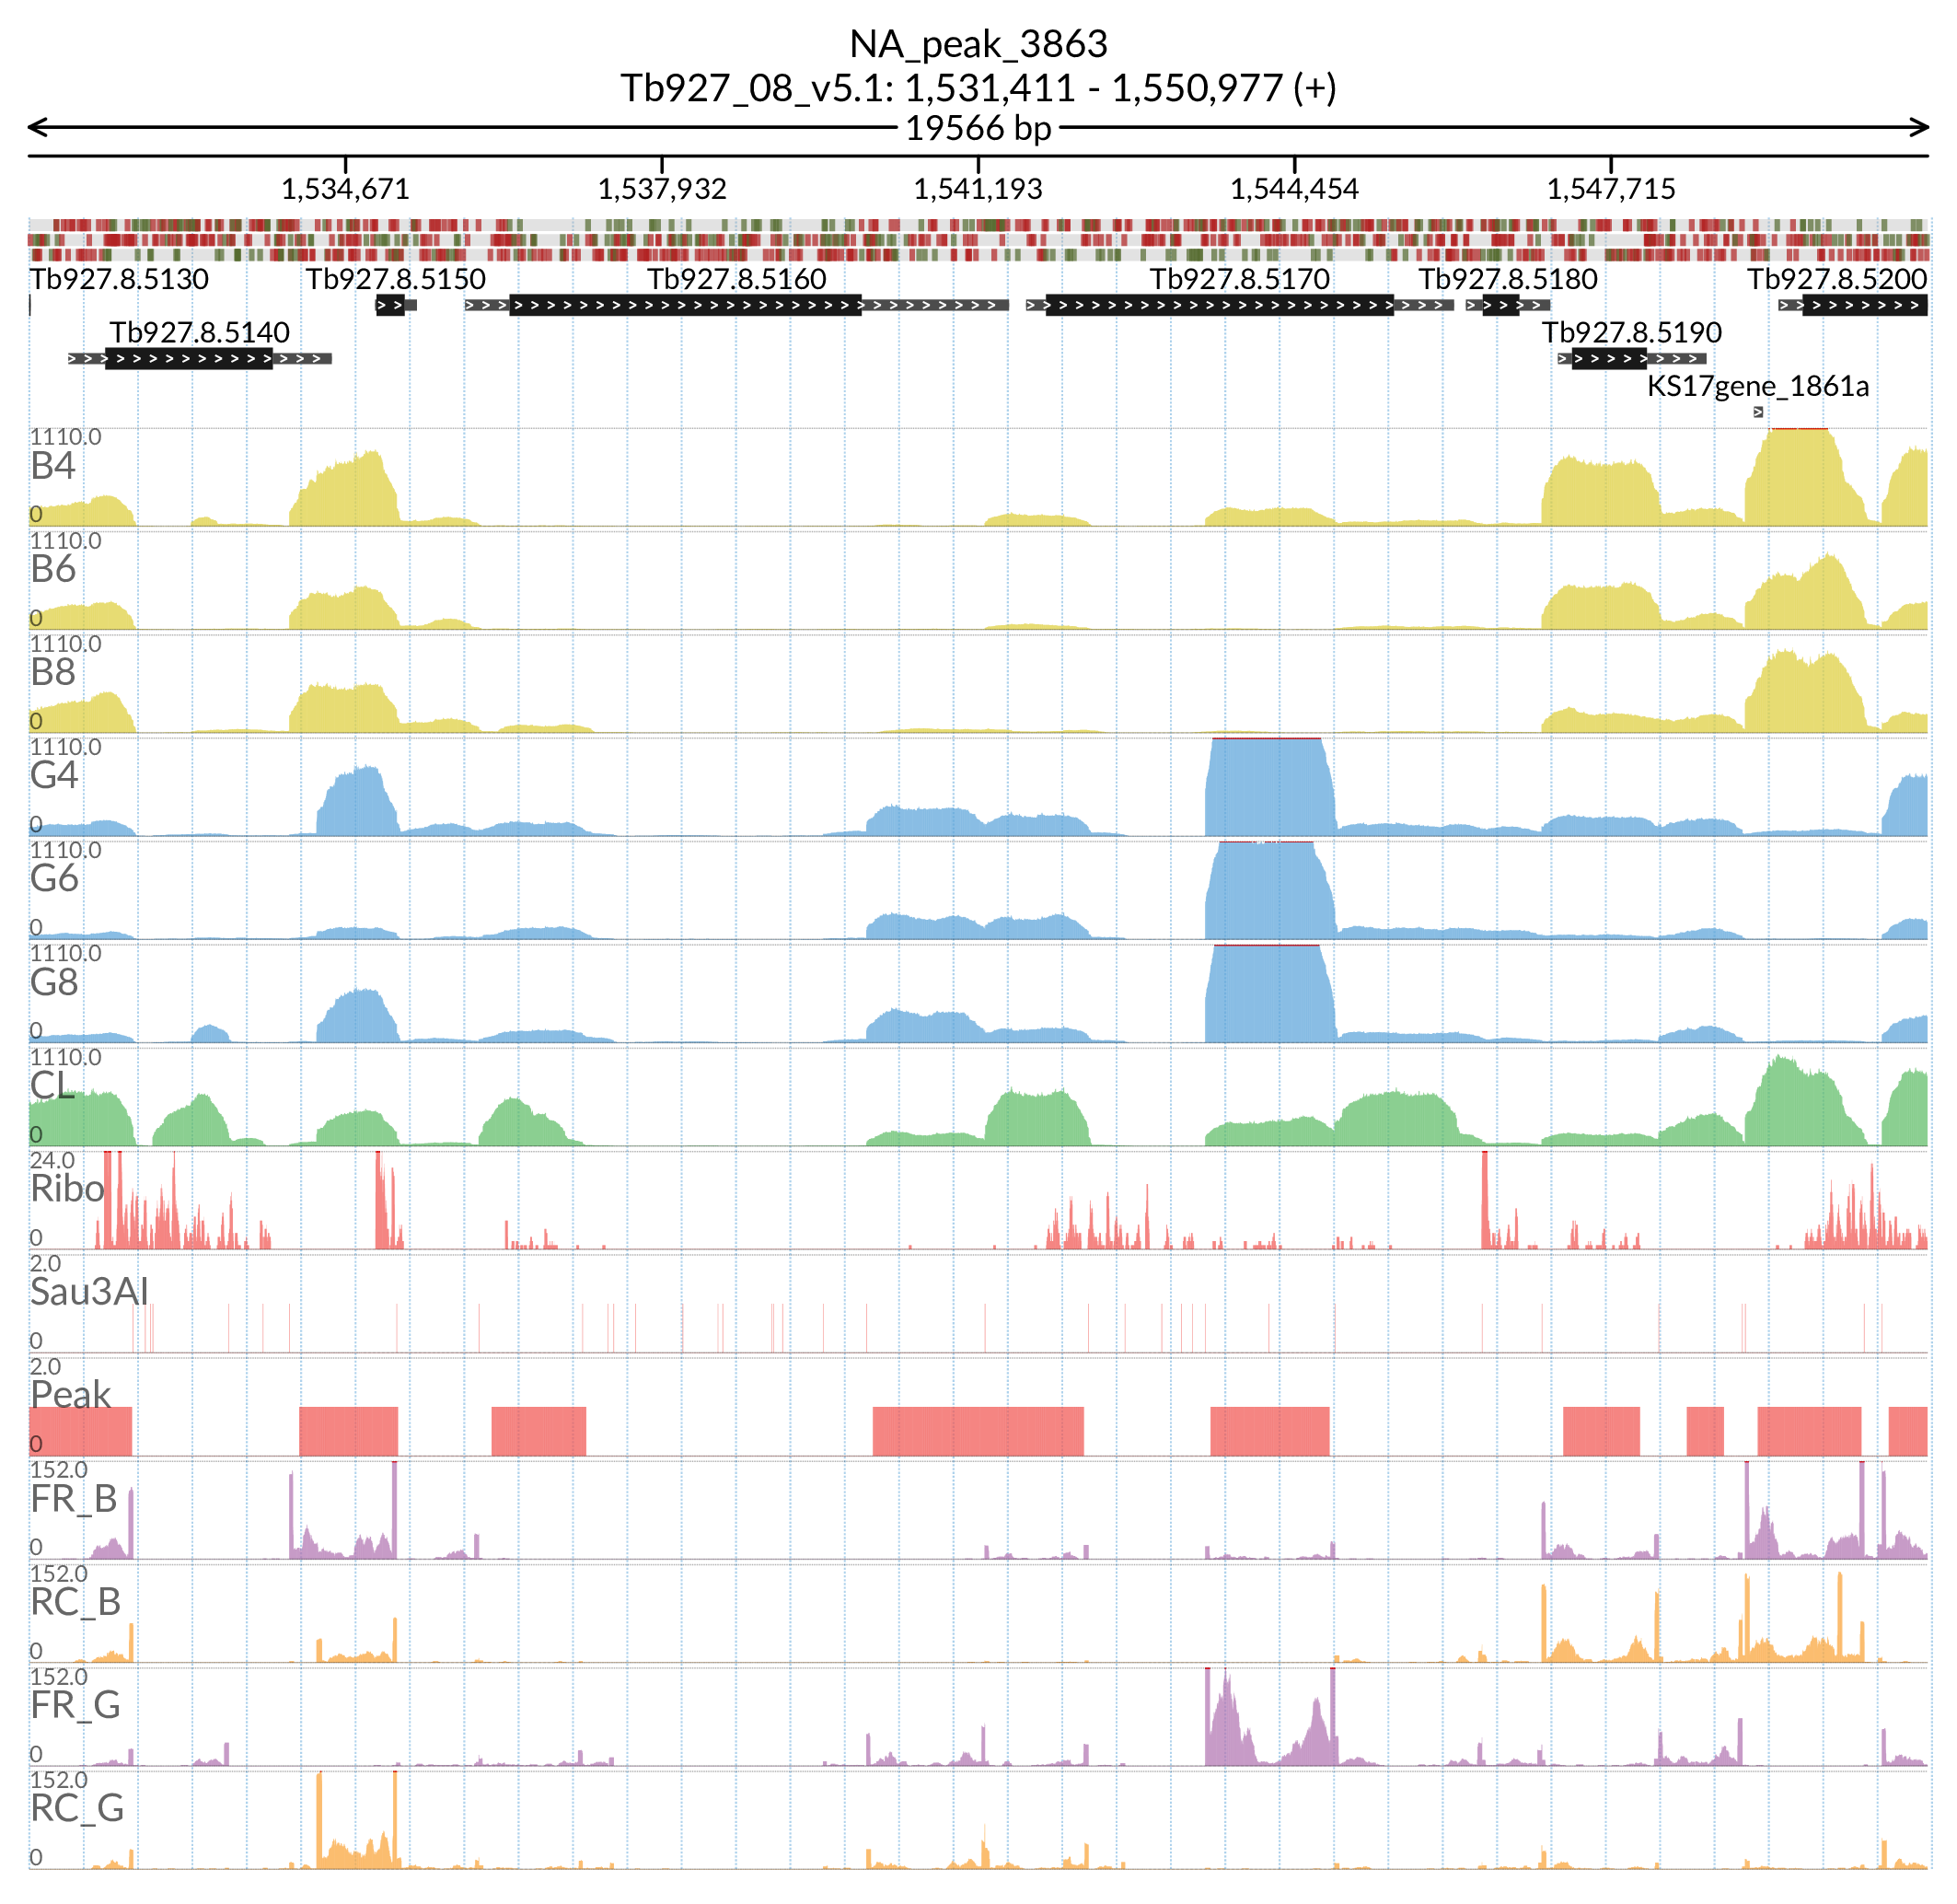 NA_peak_3863
Tb927_08_v5.1: 1,531,411 - 1,550,977 (+)
19566 bp
1,534,671 1,537,932 1,541,193 1,544,454 1,547,715
Tb927.8.5130 Tb927.8.5150 Tb927.8.5160 Tb927.8.5170 Tb927.8.5180 Tb927.8.5200
Tb927.8.5140 Tb927.8.5190
KS17gene_1861a
1110.0
B4
0
1110.0
B6
0
1110.0
B8
0
1110.0
G4
0
1110.0
G6
0
1110.0
G8
0
1110.0
CL
0
24.0
Ribo
0
2.0
Sau3AI
0
2.0
Peak
0
152.0
FR_B
0
152.0
RC_B
0
152.0
FR_G
0
152.0
RC_G
0